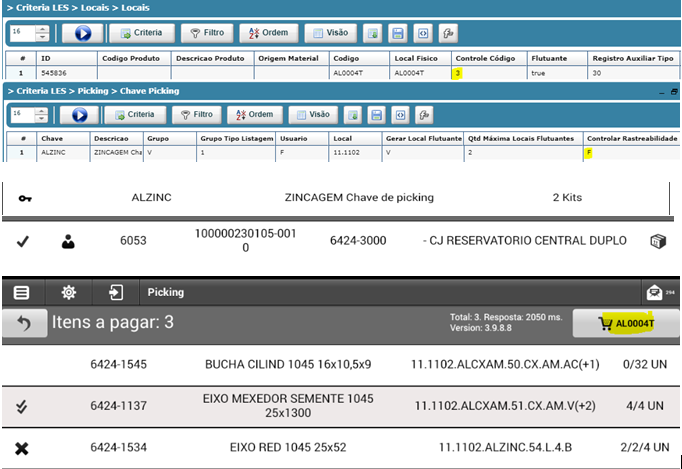 > Criteria LES > Locais > Locais
16 Criteria Filtro Ordem Visão
# ID Codigo Produto Descricao Produto Origem Material Codigo Local Fisico Controle Código Flutuante Registro Auxiliar Tipo
1 545836 AL0004T AL0004T 3 true 30
> Criteria LES > Picking > Chave Picking
16 Criteria Filtro Ordem Visão
# Chave Descricao Grupo Grupo Tipo Listagem Usuario Local Gerar Local Flutuante Qtd Máxima Locais Flutuantes Controlar Rastreabilidade
1 ALZINC ZINCAGEM Cha V 1 F 11.1102 V 2 F
ALZINC ZINCAGEM Chave de picking 2 Kits
6053 100000230105-001 6424-3000 - CJ RESERVATORIO CENTRAL DUPLO
0
Picking 294
Itens a pagar: 3 Total: 3. Resposta: 2050 ms. AL0004T
Version: 3.9.8.8
6424-1545 BUCHA CILIND 1045 16x10,5x9 11.1102.ALCXAM.50.CX.AM.AC(+1) 0/32 UN
6424-1137 EIXO MEXEDOR SEMENTE 1045 11.1102.ALCXAM.51.CX.AM.V(+2) 4/4 UN
25x1300
6424-1534 EIXO RED 1045 25x52 11.1102.ALZINC.54.L.4.B 2/2/4 UN